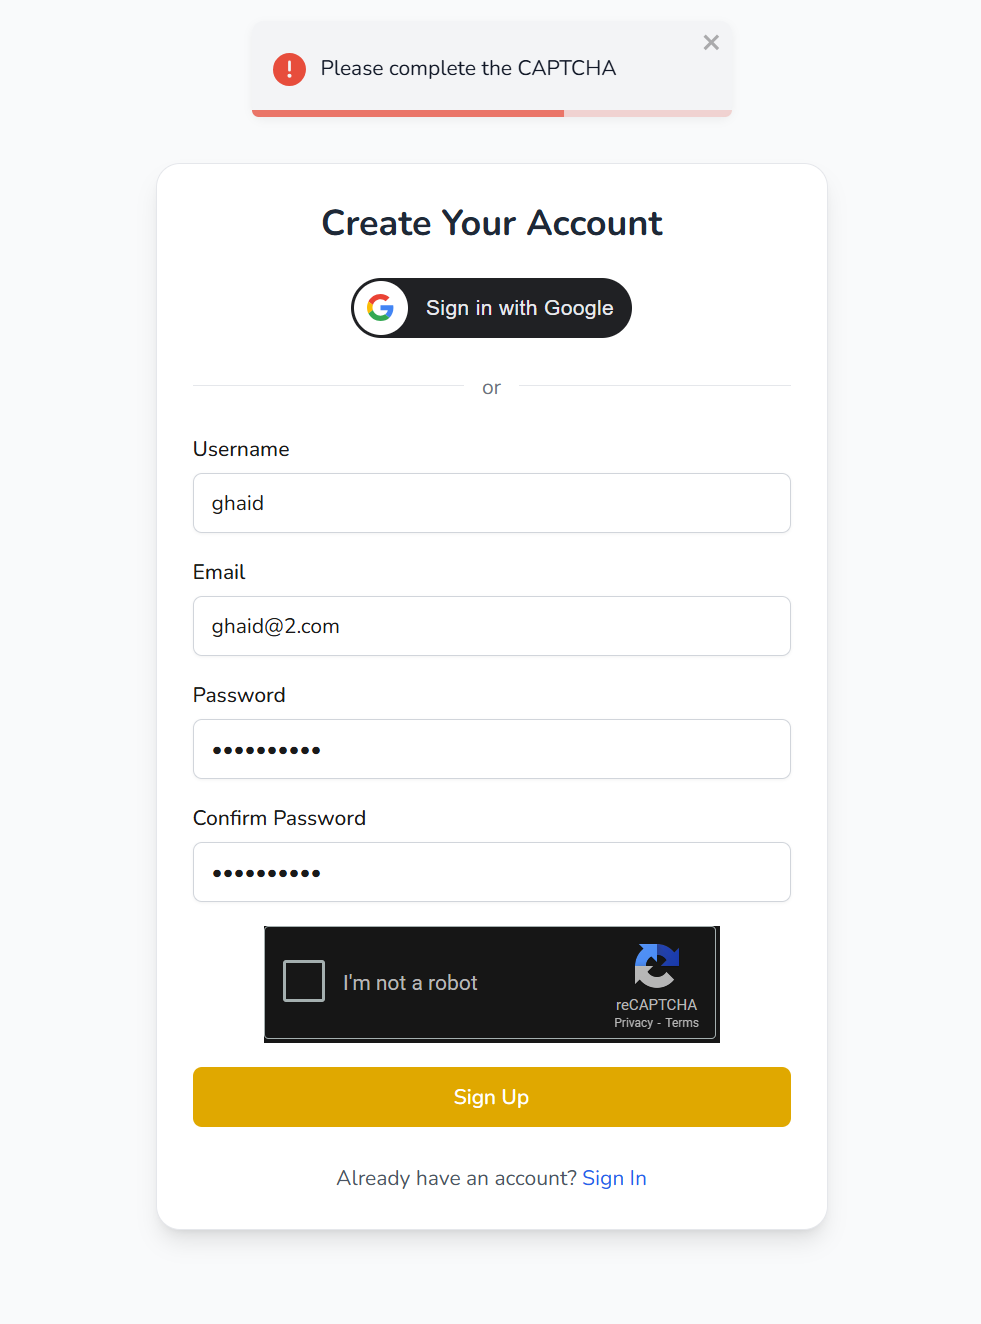 Please complete the CAPTCHA
Create Your Account
Sign in with Google
or
Username
ghaid
Email
ghaid@2.com
Password
••••••••••
Confirm Password
••••••••••
I'm not a robot
reCAPTCHA
Privacy - Terms
Sign Up
Already have an account? Sign In